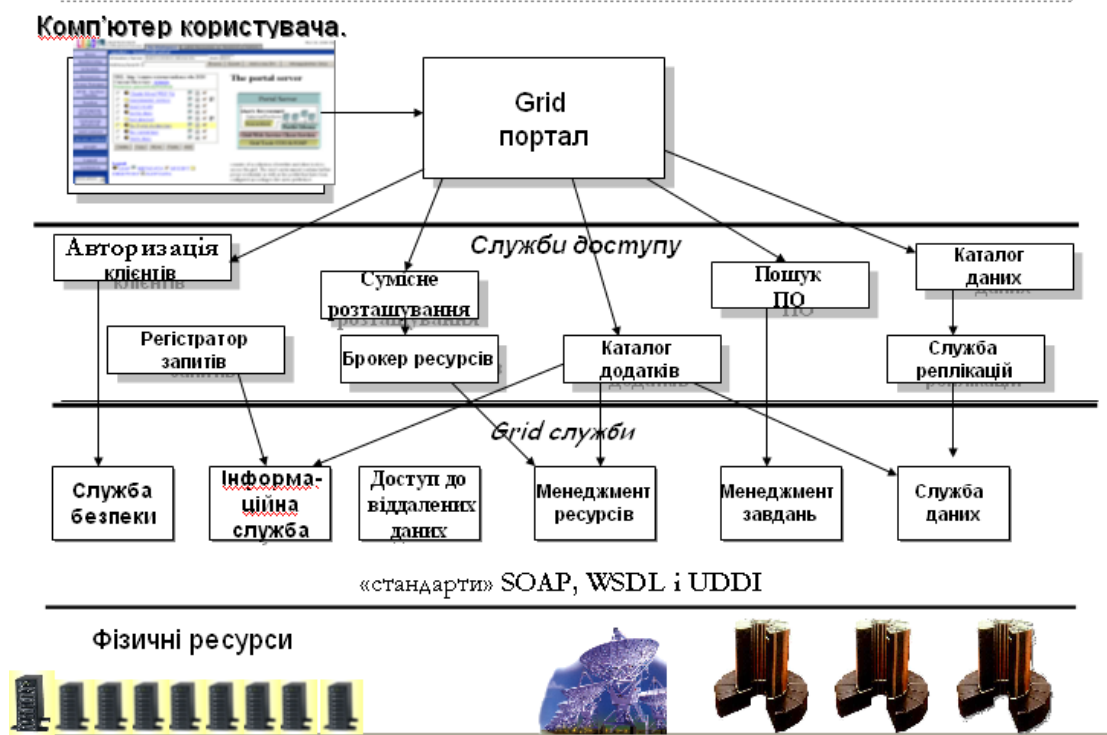 Комп'ютер користувача.
The portal server
Portal Server
Grid
портал
Служби доступу
Авторизація
клієнтів
Сумісне
розташування
Пошук
ПО
Каталог
даних
Регістратор
запитів
Брокер ресурсів
Каталог
додатків
Служба
реплікацій
Grid служби
Служба
безпеки
Інформа-
ційна
служба
Доступ до
віддалених
даних
Менеджмент
ресурсів
Менеджмент
завдань
Служба
даних
«стандарти» SOAP, WSDL і UDDI
Фізичні ресурси